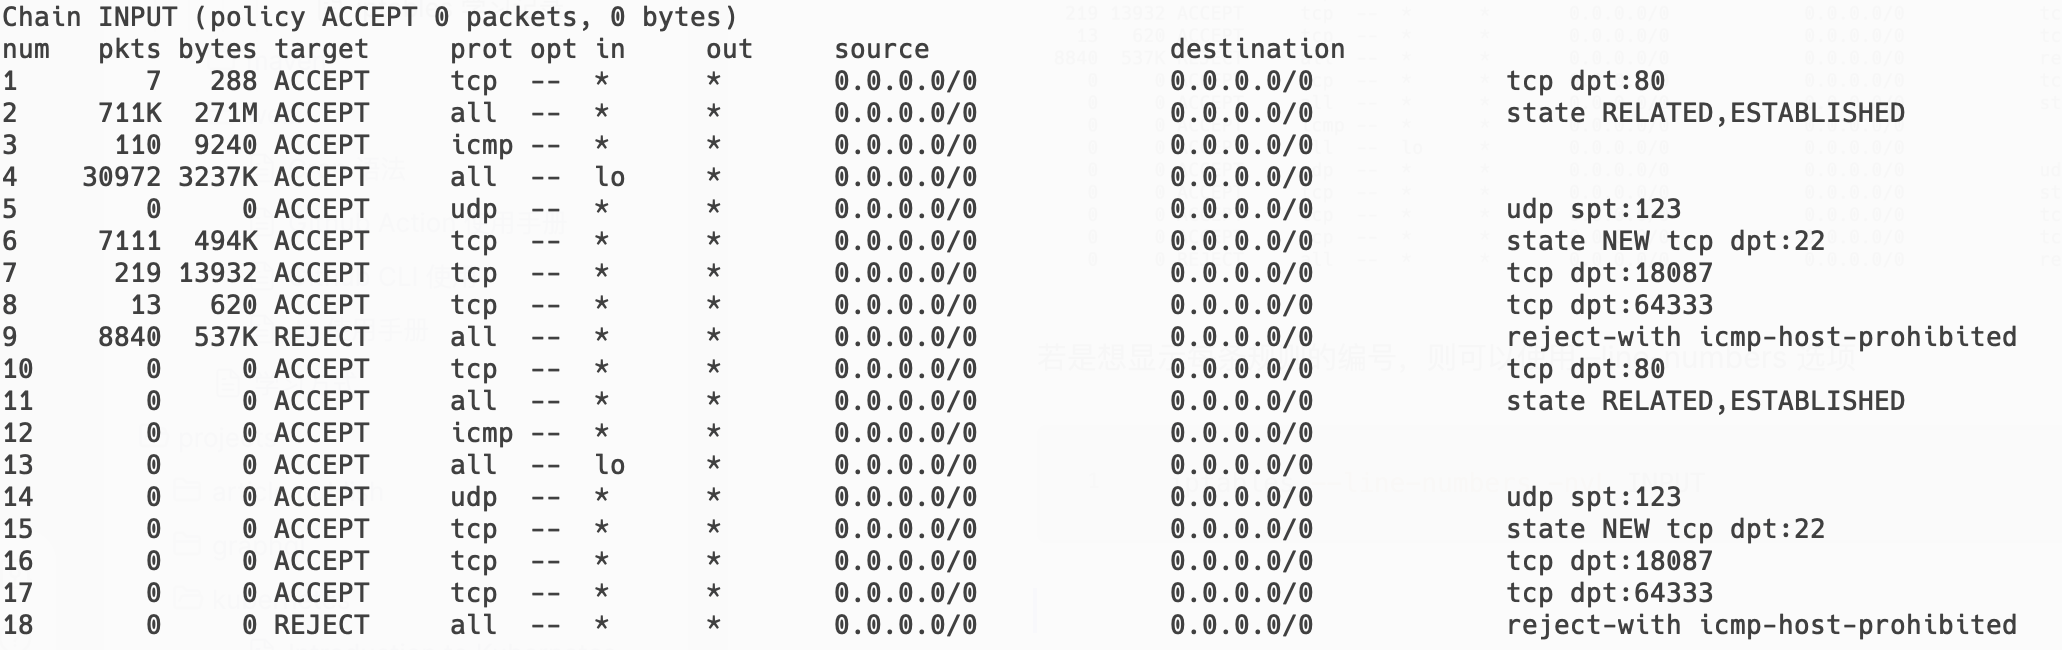 Chain INPUT (policy ACCEPT 0 packets, 0 bytes)
num   pkts bytes target     prot opt in     out     source               destination
1        7   288 ACCEPT     tcp  --  *      *       0.0.0.0/0            0.0.0.0/0            tcp dpt:80
2     711K  271M ACCEPT     all  --  *      *       0.0.0.0/0            0.0.0.0/0            state RELATED,ESTABLISHED
3      110  9240 ACCEPT     icmp --  *      *       0.0.0.0/0            0.0.0.0/0
4    30972 3237K ACCEPT     all  --  lo     *       0.0.0.0/0            0.0.0.0/0
5        0     0 ACCEPT     udp  --  *      *       0.0.0.0/0            0.0.0.0/0            udp spt:123
6     7111  494K ACCEPT     tcp  --  *      *       0.0.0.0/0            0.0.0.0/0            state NEW tcp dpt:22
7      219 13932 ACCEPT     tcp  --  *      *       0.0.0.0/0            0.0.0.0/0            tcp dpt:18087
8       13   620 ACCEPT     tcp  --  *      *       0.0.0.0/0            0.0.0.0/0            tcp dpt:64333
9     8840  537K REJECT     all  --  *      *       0.0.0.0/0            0.0.0.0/0            reject-with icmp-host-prohibited
10       0     0 ACCEPT     tcp  --  *      *       0.0.0.0/0            0.0.0.0/0            tcp dpt:80
11       0     0 ACCEPT     all  --  *      *       0.0.0.0/0            0.0.0.0/0            state RELATED,ESTABLISHED
12       0     0 ACCEPT     icmp --  *      *       0.0.0.0/0            0.0.0.0/0
13       0     0 ACCEPT     all  --  lo     *       0.0.0.0/0            0.0.0.0/0
14       0     0 ACCEPT     udp  --  *      *       0.0.0.0/0            0.0.0.0/0            udp spt:123
15       0     0 ACCEPT     tcp  --  *      *       0.0.0.0/0            0.0.0.0/0            state NEW tcp dpt:22
16       0     0 ACCEPT     tcp  --  *      *       0.0.0.0/0            0.0.0.0/0            tcp dpt:18087
17       0     0 ACCEPT     tcp  --  *      *       0.0.0.0/0            0.0.0.0/0            tcp dpt:64333
18       0     0 REJECT     all  --  *      *       0.0.0.0/0            0.0.0.0/0            reject-with icmp-host-prohibited